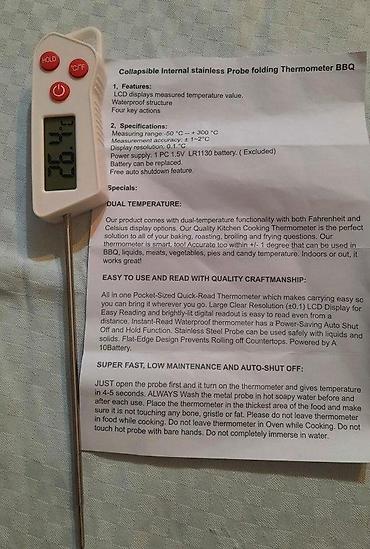 HOLD
°C/°F
26.4 °C
Collapsible Internal stainless Probe folding Thermometer BBQ
1, Features:
LCD displays measured temperature value.
Waterproof structure
Four key actions
2, Specifications:
Measuring range:-50 °C -- + 300 °C
Measurement accuracy: ± 1~2°C
Display resolution: 0.1 °C
Power supply: 1 PC 1.5V LR1130 battery. ( Excluded)
Battery can be replaced.
Free auto shutdown feature.
Specials:
DUAL TEMPERATURE:
Our product comes with dual-temperature functionality with both Fahrenheit and
Celsius display options. Our Quality Kitchen Cooking Thermometer is the perfect
solution to all of your baking, roasting, broiling and frying questions. Our
thermometer is smart, too! Accurate too within +/- 1 degree that can be used in
BBQ, liquids, meats, vegetables, pies and candy temperature. Indoors or out, it
works great!
EASY TO USE AND READ WITH QUALITY CRAFTMANSHIP:
All in one Pocket-Sized Quick-Read Thermometer which makes carrying easy so
you can bring it wherever you go. Large Clear Resolution (±0.1) LCD Display for
Easy Reading and brightly-lit digital readout is easy to read even from a
distance. Instant-Read Waterproof thermometer has a Power-Saving Auto Shut
Off and Hold Function. Stainless Steel Probe can be used safely with liquids and
solids. Flat-Edge Design Prevents Rolling off Countertops. Powered by A
10Battery.
SUPER FAST, LOW MAINTENANCE AND AUTO-SHUT OFF:
JUST open the probe first and it turn on the thermometer and gives temperature
in 4-5 seconds. ALWAYS Wash the metal probe in hot soapy water before and
after each use. Place the thermometer in the thickest area of the food and make
sure it is not touching any bone, gristle or fat. Please do not leave thermometer
in food while cooking. Do not leave thermometer in Oven while Cooking. Do not
touch hot probe with bare hands. Do not completely immerse in water.